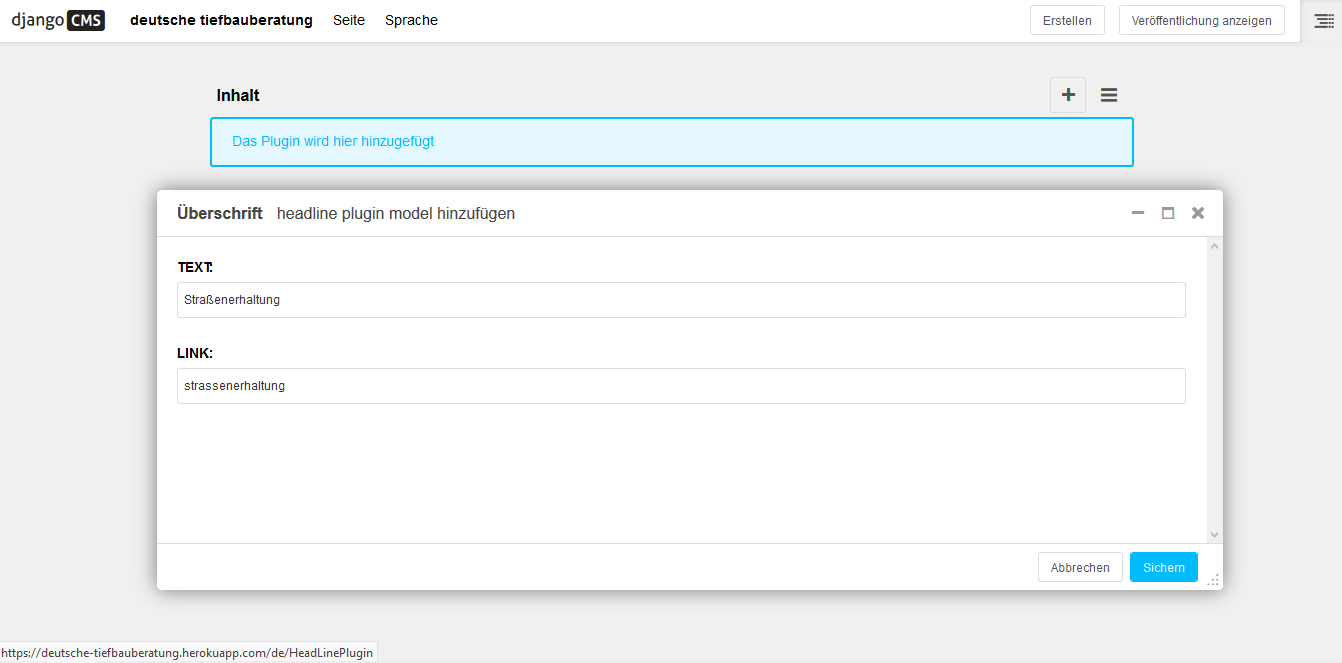 django CMS deutsche tiefbauberatung Seite Sprache Erstellen Veröffentlichung anzeigen
Inhalt
Das Plugin wird hier hinzugefügt
Überschrift headline plugin model hinzufügen
TEXT:
Straßenerhaltung
LINK:
strassenerhaltung
Abbrechen Sichern
https://deutsche-tiefbauberatung.herokuapp.com/de/HeadLinePlugin